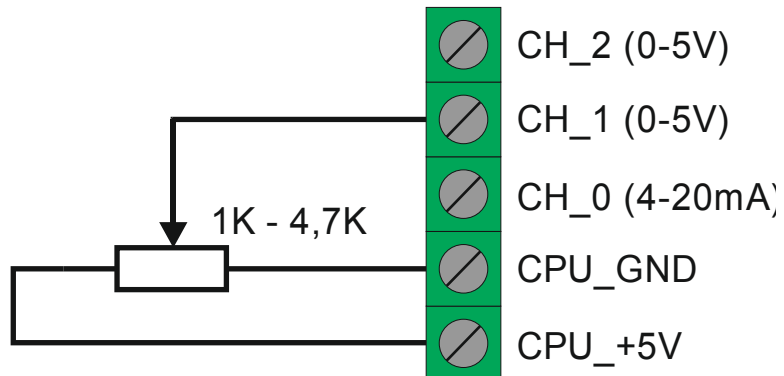 CH_2 (0-5V)
CH_1 (0-5V)
CH_0 (4-20mA)
1K - 4,7K
CPU_GND
CPU_+5V